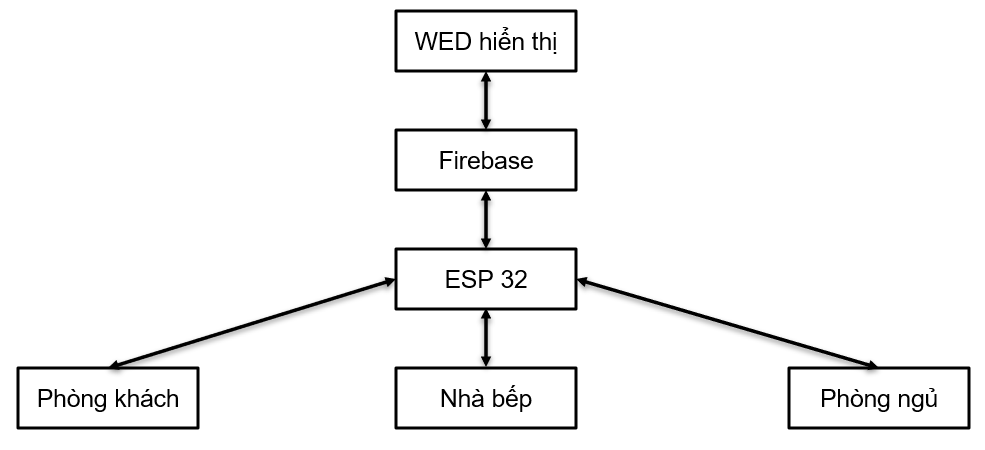 WED hiển thị
Firebase
ESP 32
Phòng khách
Nhà bếp
Phòng ngủ